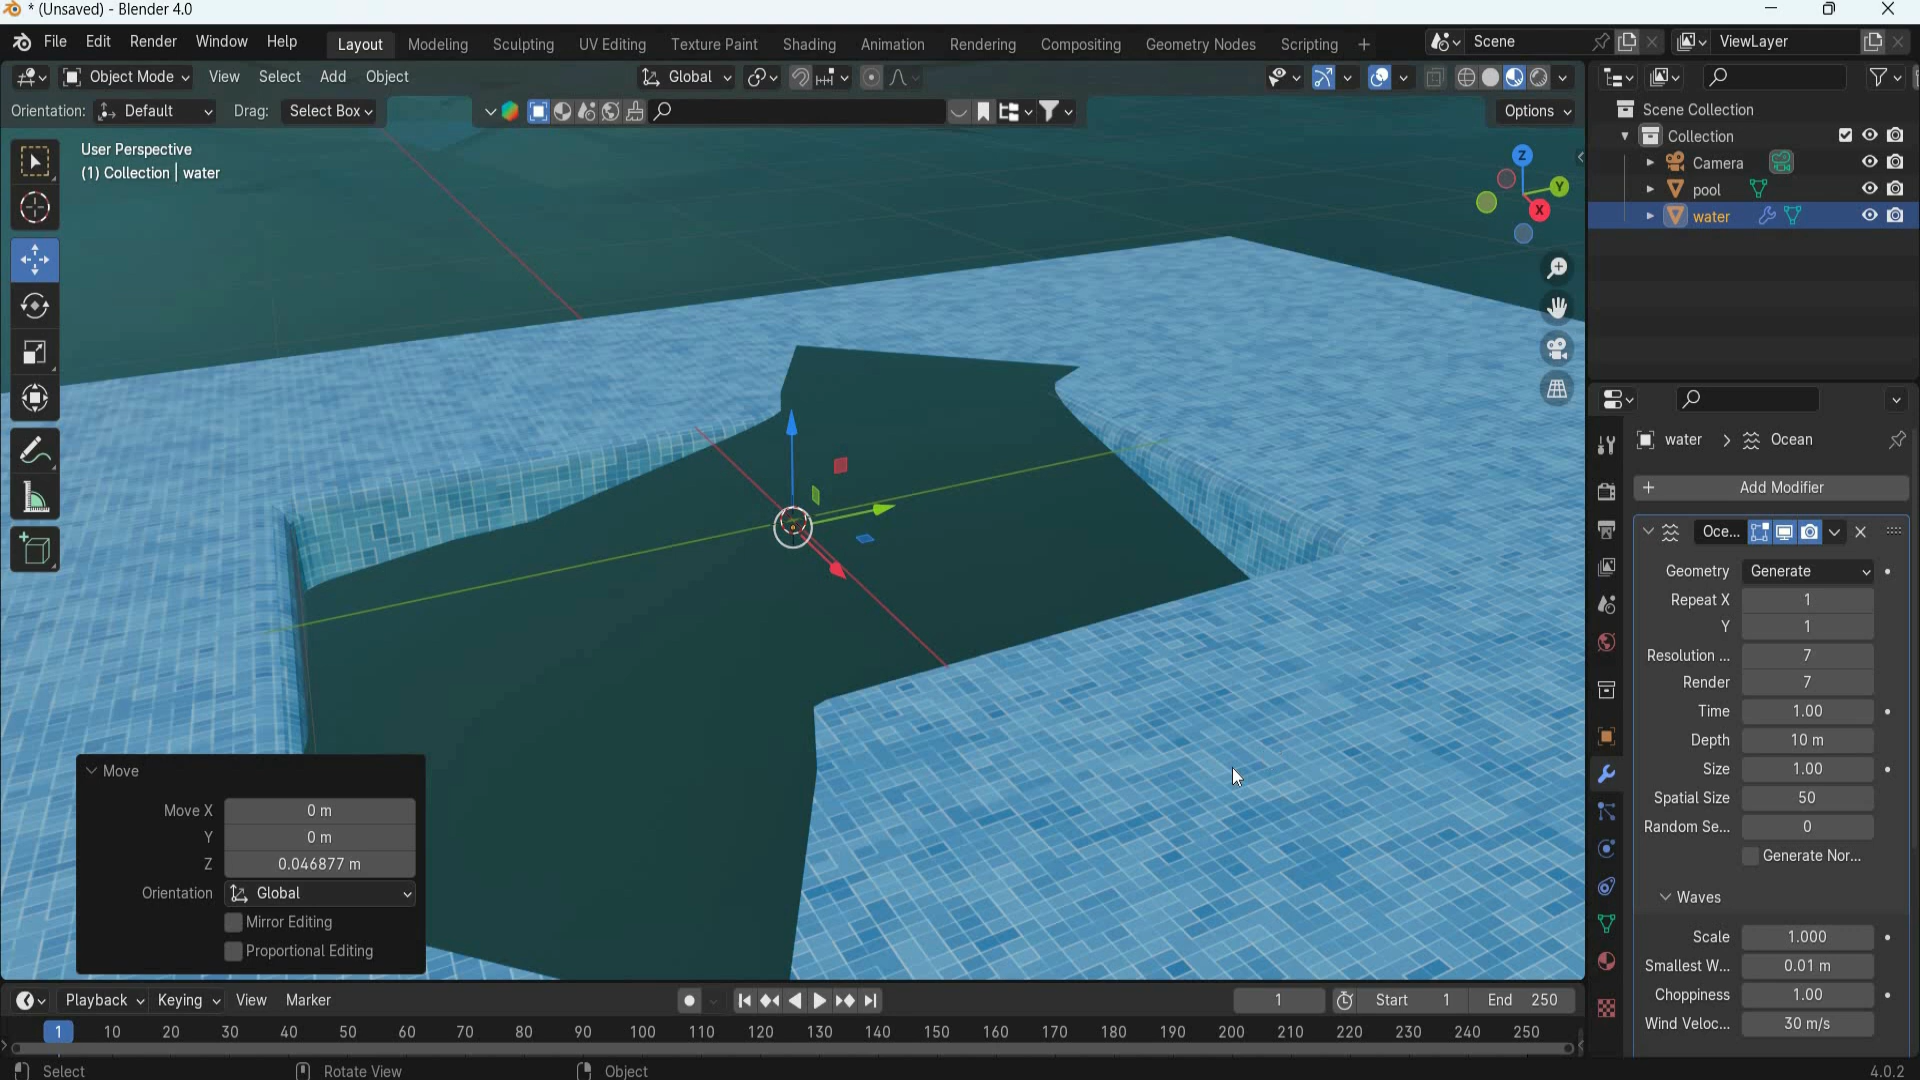 * (Unsaved) - Blender 4.0
File Edit Render Window Help Layout Modeling Sculpting UV Editing Texture Paint Shading Animation Rendering Compositing Geometry Nodes Scripting + Scene ViewLayer
Object Mode View Select Add Object Global
Orientation: Default Drag: Select Box Options
User Perspective
(1) Collection | water
Z
Y
X
Scene Collection
Collection
Camera
pool
water
water > Ocean
+ Add Modifier
Oce...
Geometry Generate
Repeat X 1
Y 1
Resolution ... 7
Render 7
Time 1.00
Depth 10 m
Size 1.00
Spatial Size 50
Random Se... 0
Generate Nor...
Waves
Scale 1.000
Smallest W... 0.01 m
Choppiness 1.00
Wind Veloc... 30 m/s
Move
Move X 0 m
Y 0 m
Z 0.046877 m
Orientation Global
Mirror Editing
Proportional Editing
Playback Keying View Marker 1 Start 1 End 250
1 10 20 30 40 50 60 70 80 90 100 110 120 130 140 150 160 170 180 190 200 210 220 230 240 250
Select Rotate View Object 4.0.2